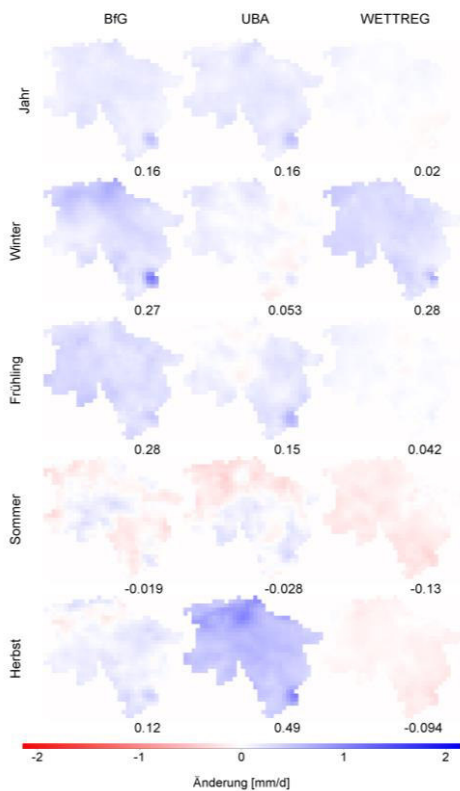 BfG UBA WETTREG
Jahr
0.16 0.16 0.02
Winter
0.27 0.053 0.28
Frühling
0.28 0.15 0.042
Sommer
-0.019 -0.028 -0.13
Herbst
0.12 0.49 -0.094
-2 -1 0 1 2
Änderung [mm/d]